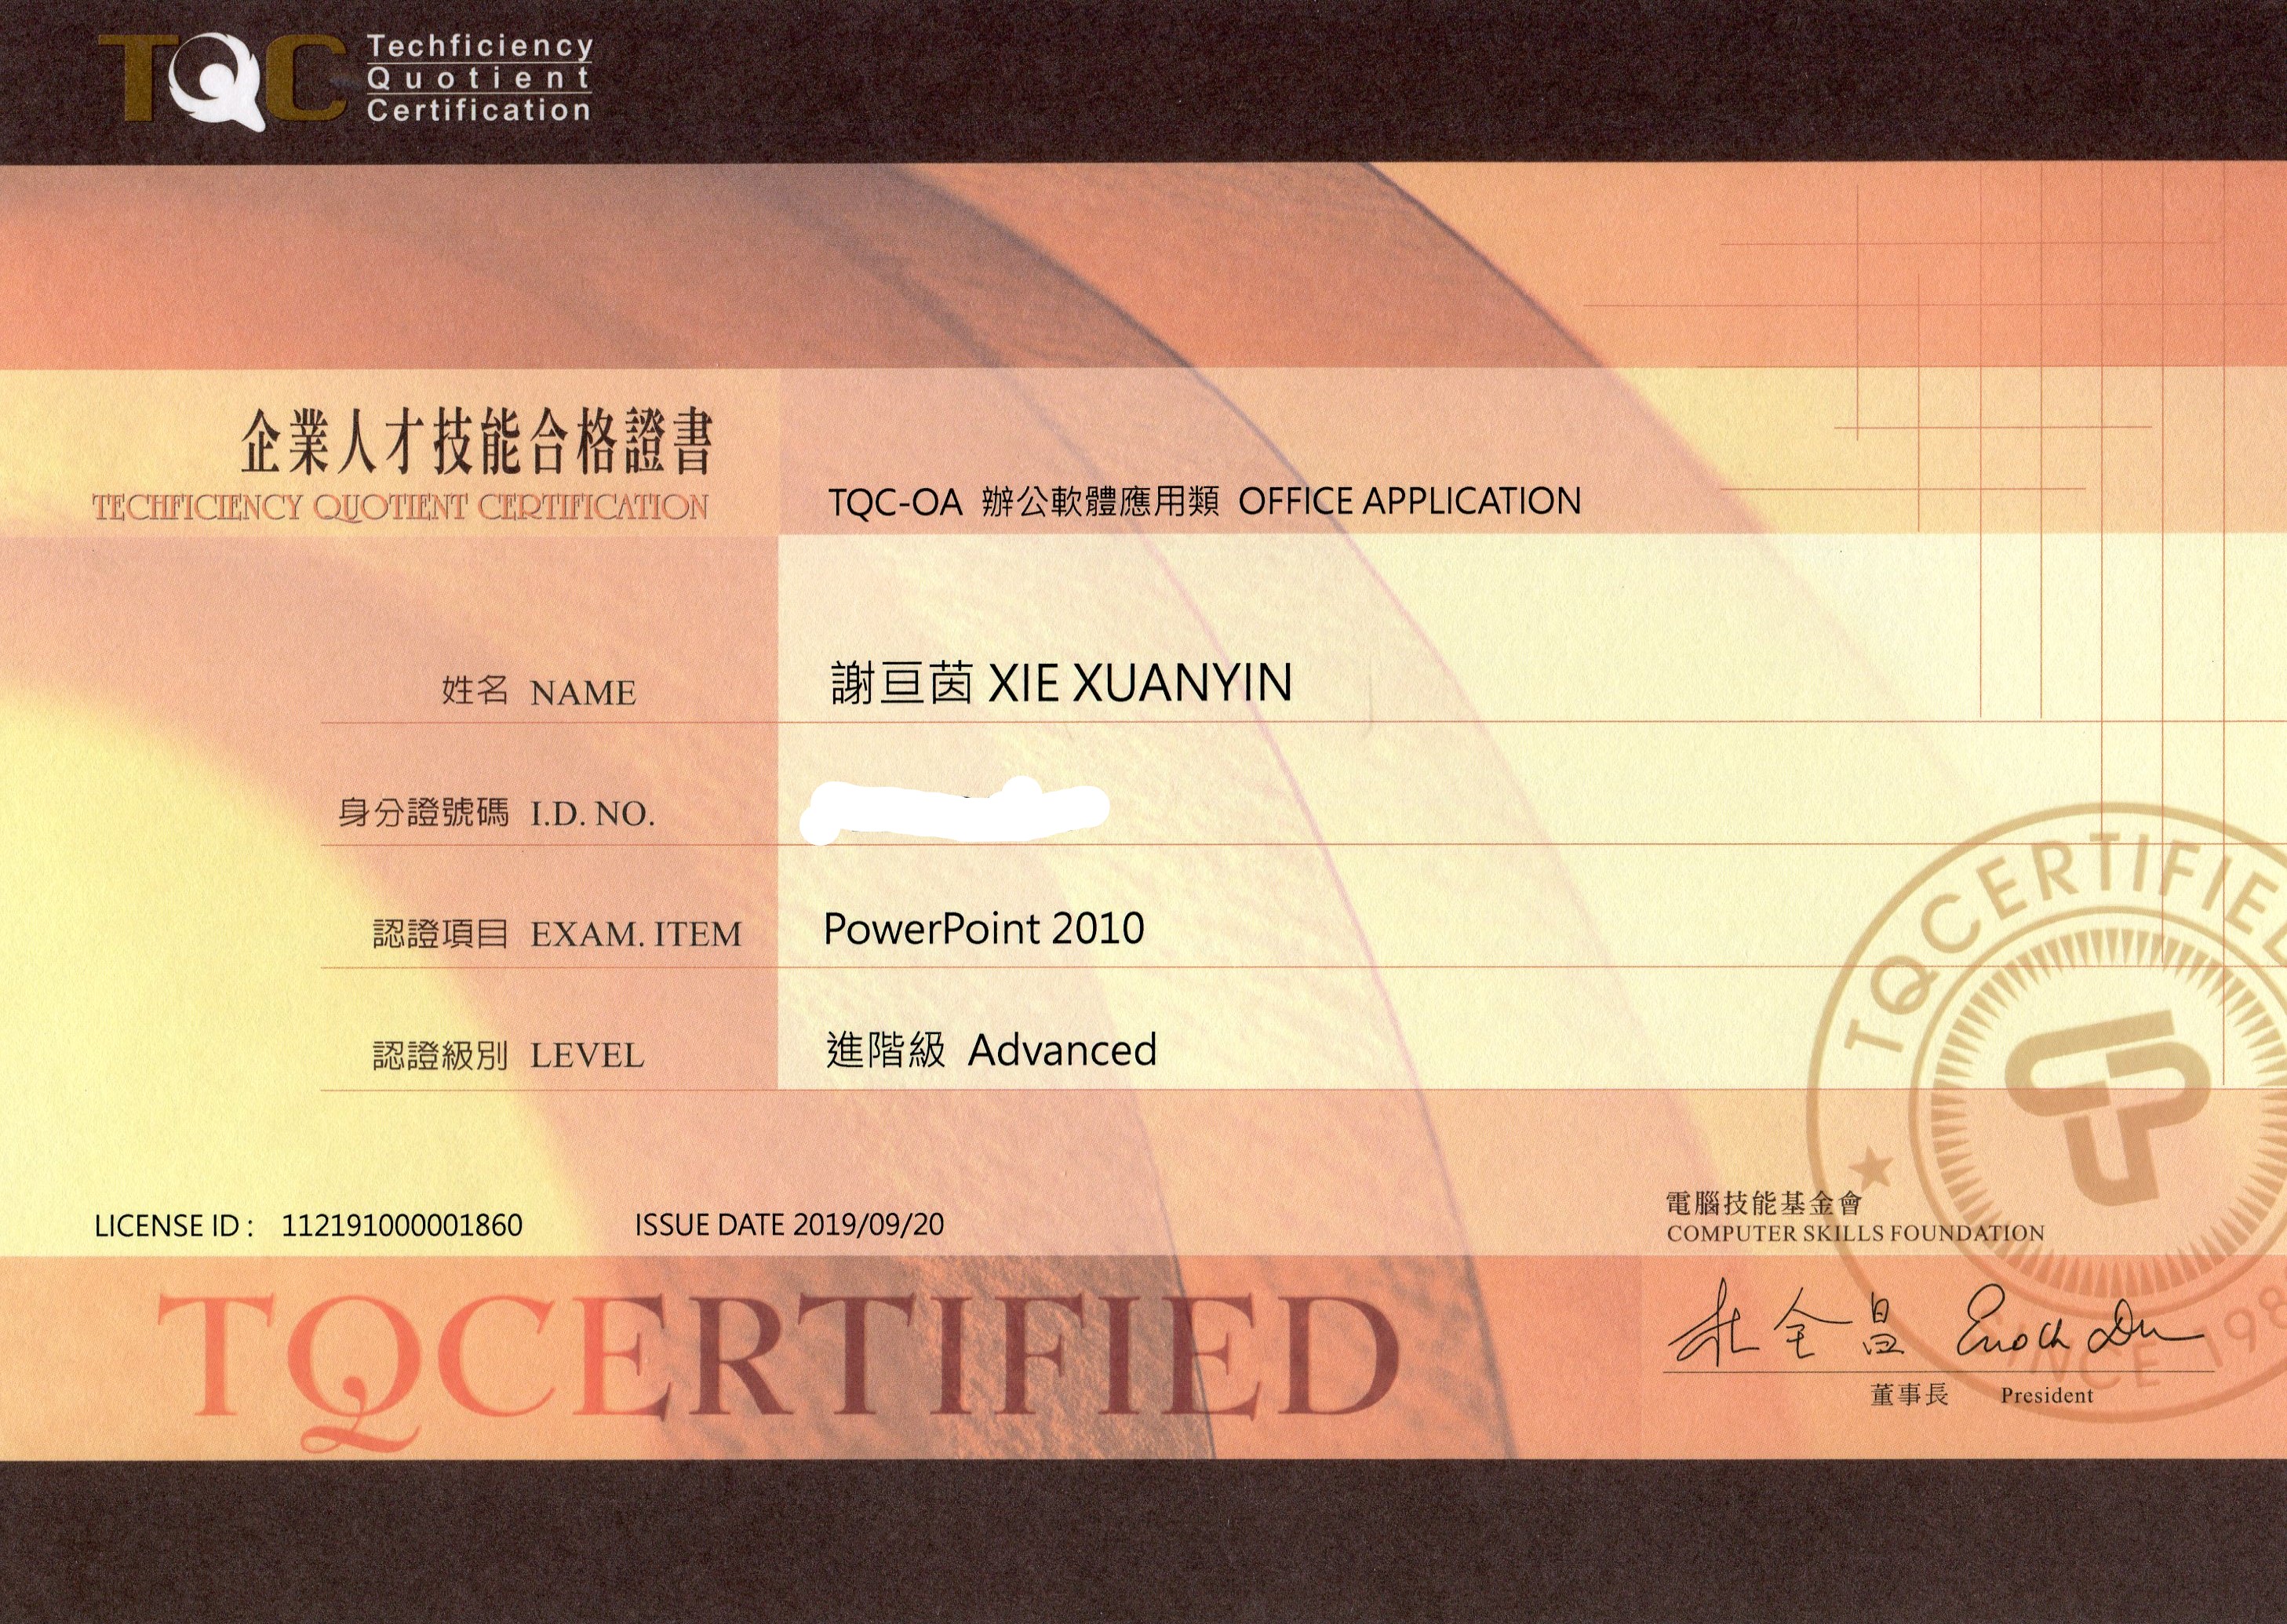 TQC
Techficiency
Quotient
Certification
企業人才技能合格證書
TECHFICIENCY QUOTIENT CERTIFICATION
TQC-OA 辦公軟體應用類 OFFICE APPLICATION
姓名 NAME 謝亘茵 XIE XUANYIN
身分證號碼 I.D. NO.
認證項目 EXAM. ITEM PowerPoint 2010
認證級別 LEVEL 進階級 Advanced
TQCERTIFIE
LICENSE ID : 112191000001860 ISSUE DATE 2019/09/20
電腦技能基金會
COMPUTER SKILLS FOUNDATION
TQCERTIFIED
杜全昌 Enoch Du
INCE 198
董事長 President